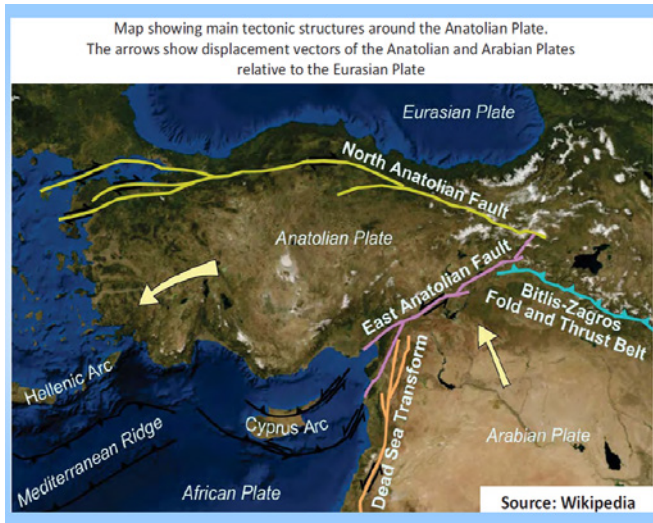 Map showing main tectonic structures around the Anatolian Plate.
The arrows show displacement vectors of the Anatolian and Arabian Plates
relative to the Eurasian Plate
Eurasian Plate
North Anatolian Fault
Anatolian Plate
East Anatolian Fault
Bitlis-Zagros
Fold and Thrust Belt
Hellenic Arc
Dead Sea Transform
Cyprus Arc
Arabian Plate
Mediterranean Ridge
African Plate
Source: Wikipedia